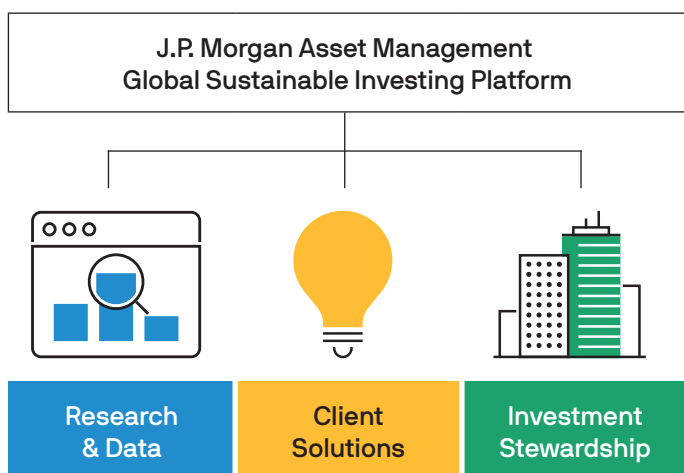 J.P. Morgan Asset Management
Global Sustainable Investing Platform
Research
& Data
Client
Solutions
Investment
Stewardship